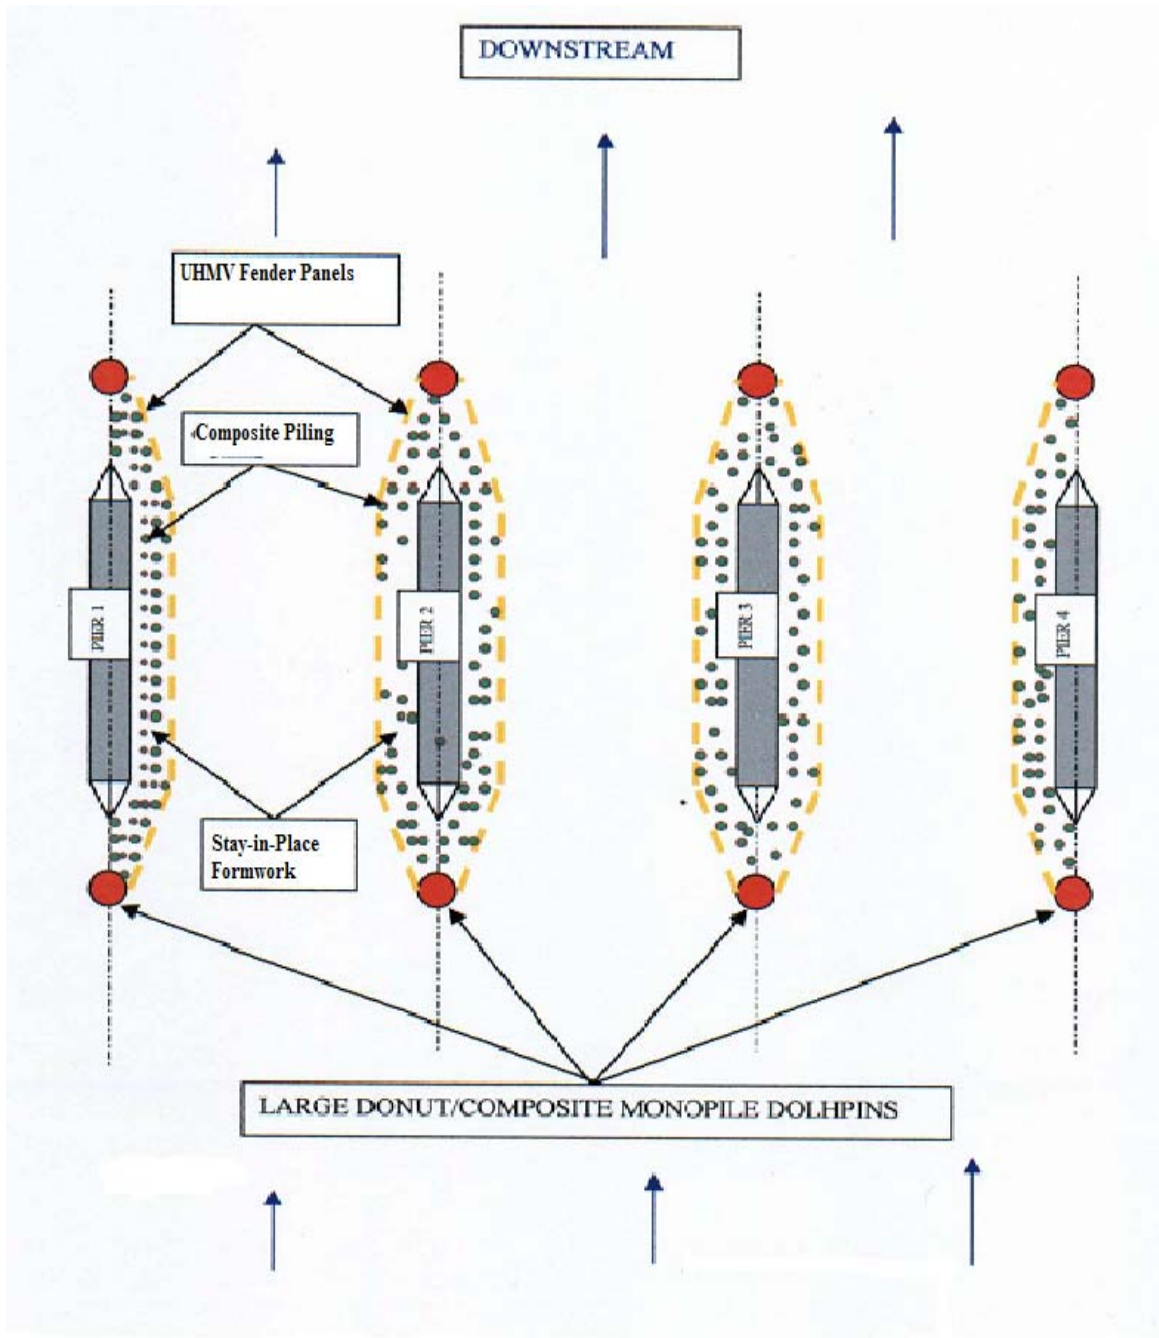 DOWNSTREAM
UHMV Fender Panels
Composite Piling
PIER 1
PIER 2
PIER 3
PIER 4
Stay-in-Place
Formwork
LARGE DONUT/COMPOSITE MONOPILE DOLHPINS